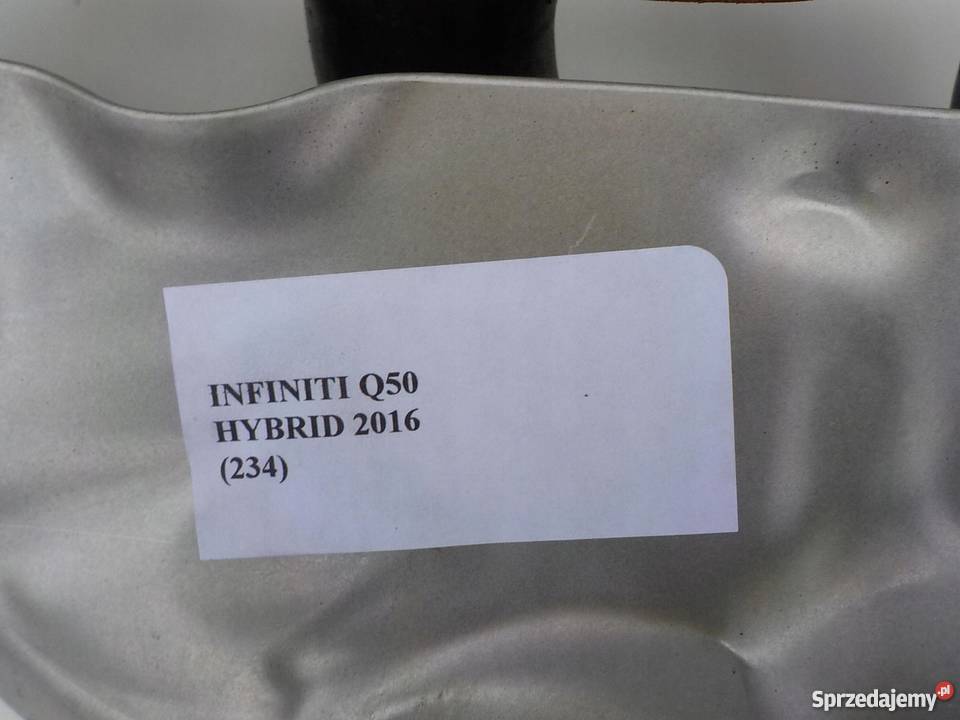 INFINITI Q50
HYBRID 2016
(234)
Sprzedajemy.pl